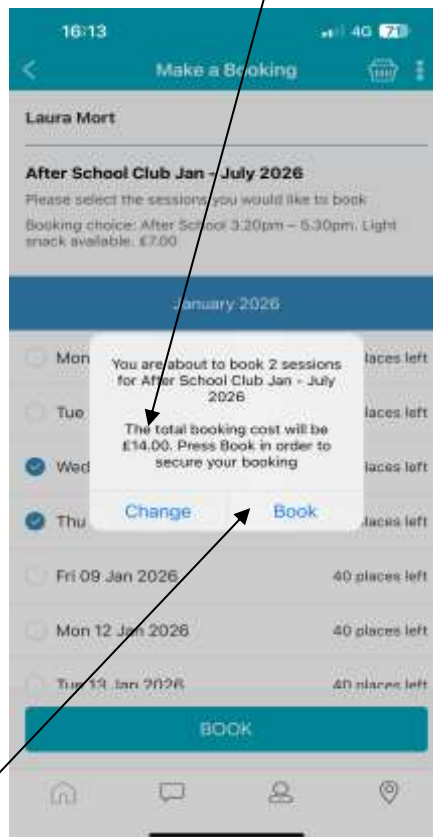 16:13
4G 71
Make a Booking
Laura Mort
After School Club Jan - July 2026
Please select the sessions you would like to book
Booking choice: After School 3.20pm – 5.30pm. Light
snack available. £7.00
January 2026
Mon
places left
You are about to book 2 sessions
for After School Club Jan - July
2026
Tue
places left
The total booking cost will be
£14.00. Press Book in order to
secure your booking
Wed
places left
Thu
places left
Change
Book
Fri 09 Jan 2026
40 places left
Mon 12 Jan 2026
40 places left
Tue 13 Jan 2026
40 places left
BOOK